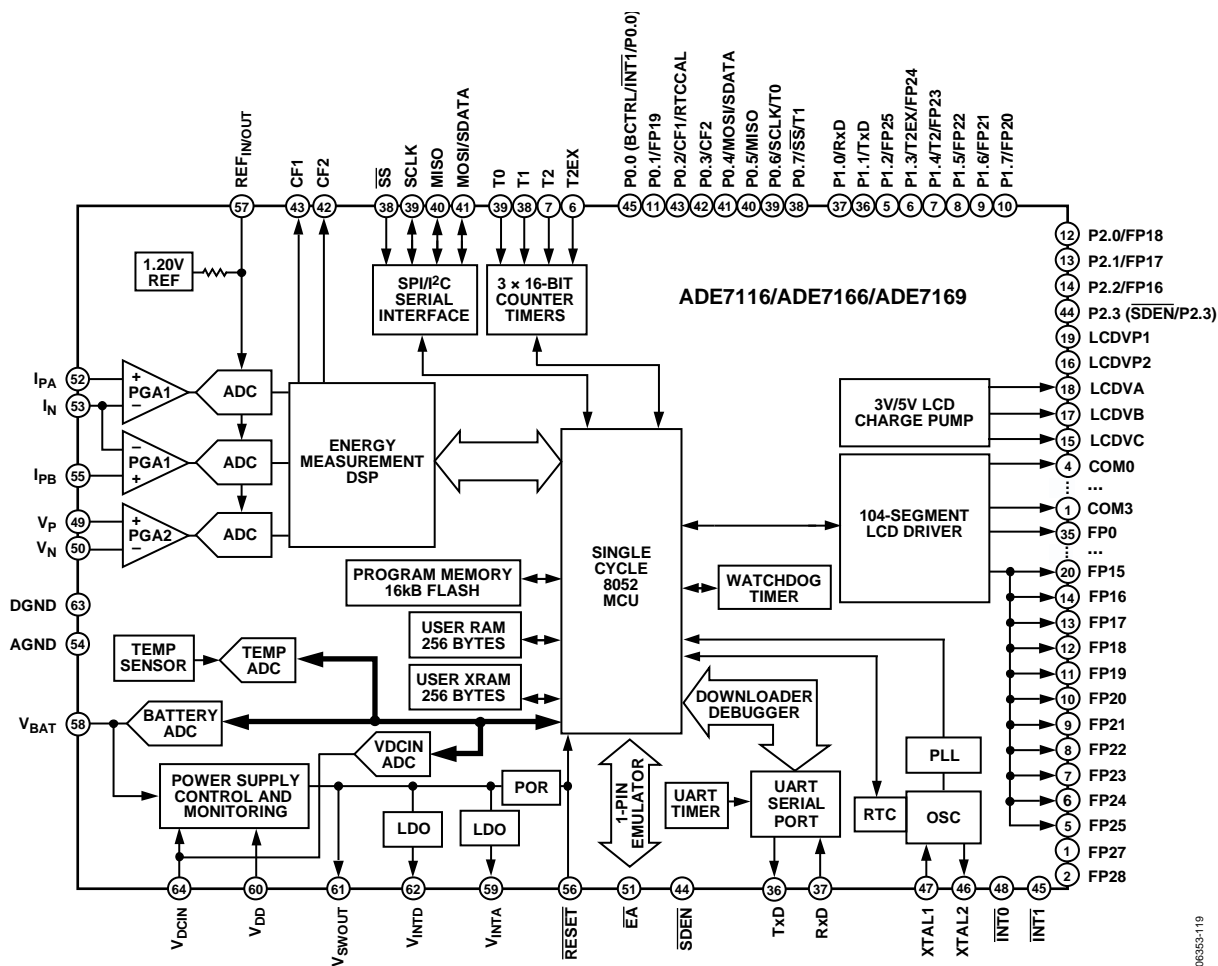 P0.0 (BCTRL/INT1/P0.0)
P0.1/FP19
P0.2/CF1/RTCCAL
P0.3/CF2
P0.4/MOSI/SDATA
P0.5/MISO
P0.6/SCLK/T0
P0.7/SS/T1
P1.0/RxD
P1.1/TxD
P1.2/FP25
P1.3/T2EX/FP24
P1.4/T2/FP23
P1.5/FP22
P1.6/FP21
P1.7/FP20
REFIN/OUT
CF1
CF2
SS
SCLK
MISO
MOSI/SDATA
T0
T1
T2
T2EX
57
43
42
38
39
40
41
39
38
7
6
45
11
43
42
41
40
39
38
37
36
5
6
7
8
9
10
1.20V
REF
SPI/I2C
SERIAL
INTERFACE
3 × 16-BIT
COUNTER
TIMERS
ADE7116/ADE7166/ADE7169
12 P2.0/FP18
13 P2.1/FP17
14 P2.2/FP16
44 P2.3 (SDEN/P2.3)
19 LCDVP1
16 LCDVP2
18 LCDVA
17 LCDVB
15 LCDVC
4 COM0
...
1 COM3
35 FP0
...
20 FP15
14 FP16
13 FP17
12 FP18
11 FP19
10 FP20
9 FP21
8 FP22
7 FP23
6 FP24
5 FP25
1 FP27
2 FP28
IPA 52
IN 53
IPB 55
VP 49
VN 50
DGND 63
AGND 54
VBAT 58
+
PGA1
−
ADC
−
PGA1
+
ADC
+
PGA2
−
ADC
ENERGY
MEASUREMENT
DSP
3V/5V LCD
CHARGE PUMP
104-SEGMENT
LCD DRIVER
SINGLE
CYCLE
8052
MCU
PROGRAM MEMORY
16kB FLASH
WATCHDOG
TIMER
USER RAM
256 BYTES
USER XRAM
256 BYTES
TEMP
SENSOR
TEMP
ADC
BATTERY
ADC
VDCIN
ADC
DOWNLOADER
DEBUGGER
POWER SUPPLY
CONTROL AND
MONITORING
POR
LDO
LDO
1-PIN
EMULATOR
UART
TIMER
UART
SERIAL
PORT
PLL
RTC
OSC
64
60
61
62
59
56
51
44
36
37
47
46
48
45
VDCIN
VDD
VSWOUT
VINTD
VINTA
RESET
EA
SDEN
TxD
RxD
XTAL1
XTAL2
INT0
INT1
06353-119